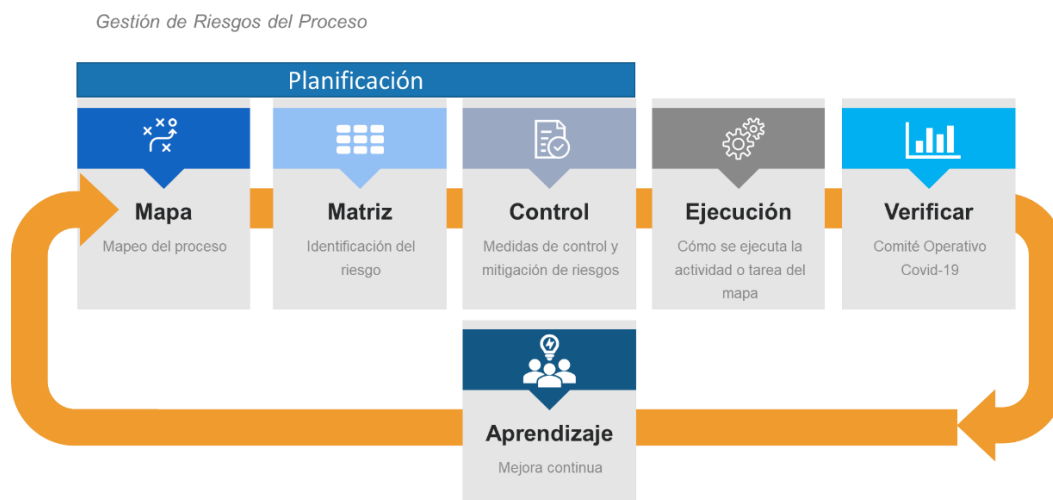 Gestión de Riesgos del Proceso
Planificación
Mapa
Mapeo del proceso
Matriz
Identificación del
riesgo
Control
Medidas de control y
mitigación de riesgos
Ejecución
Cómo se ejecuta la
actividad o tarea del
mapa
Verificar
Comité Operativo
Covid-19
Aprendizaje
Mejora continua